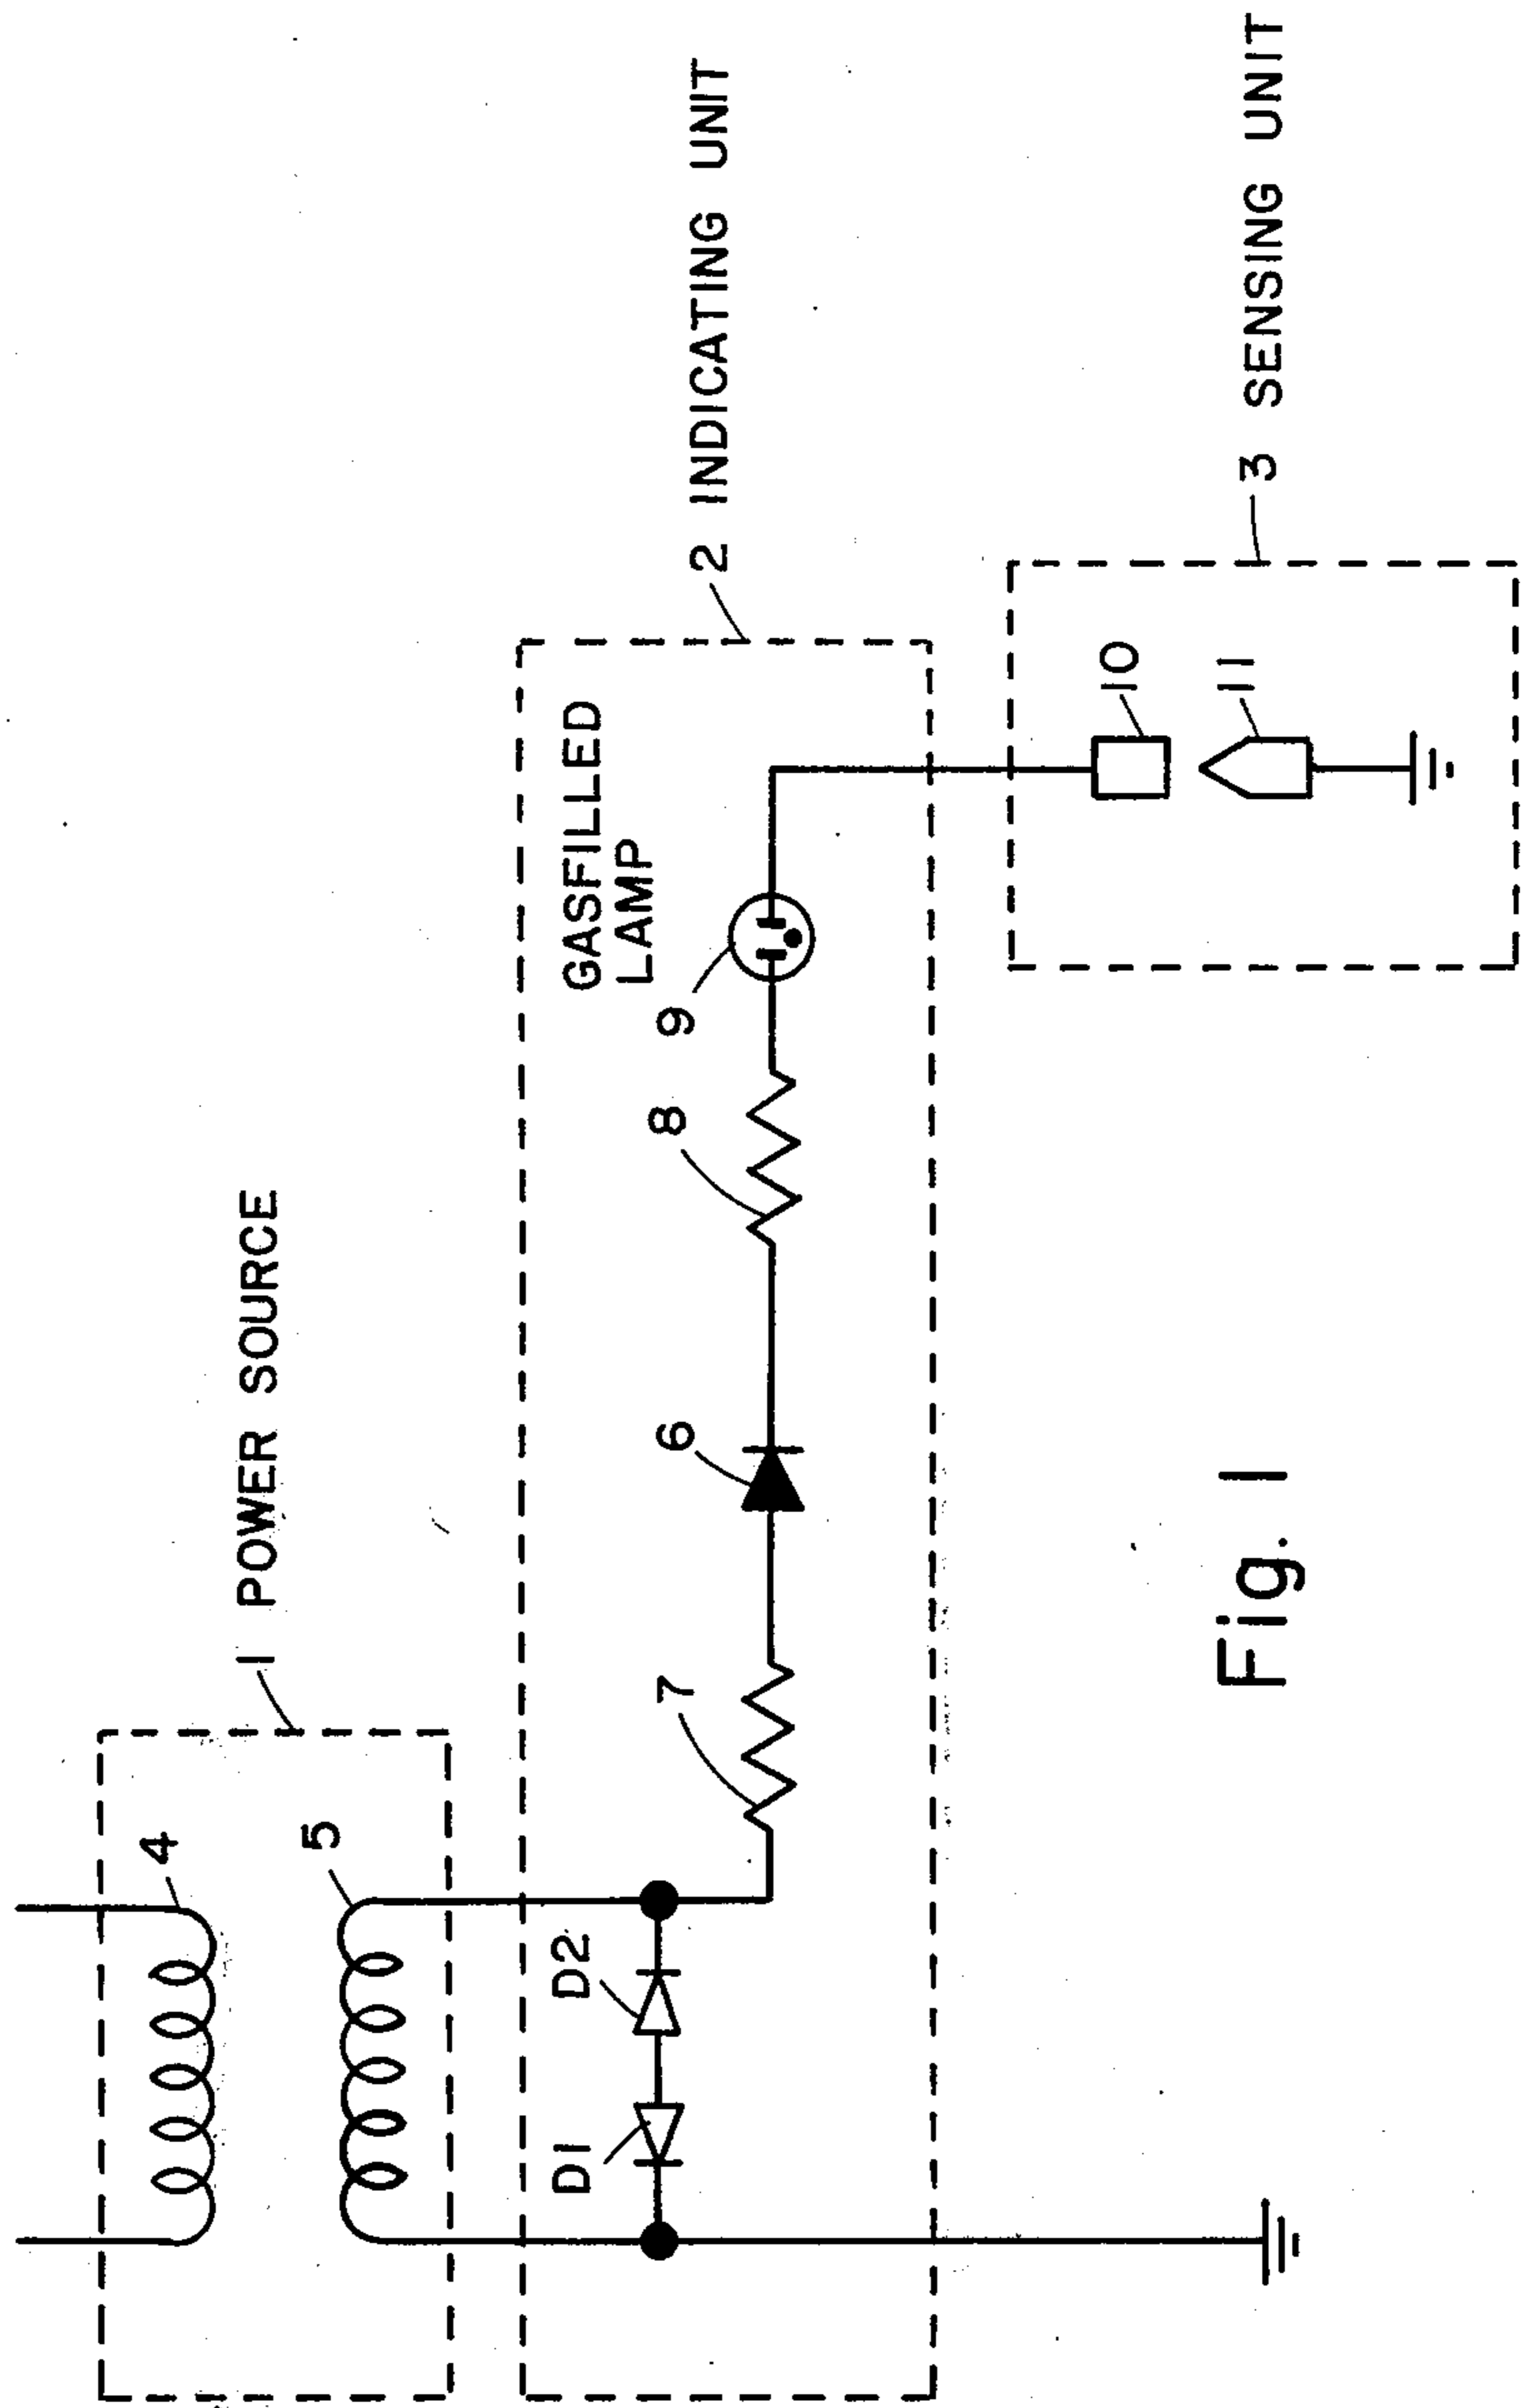 1 POWER SOURCE
4
5
2 INDICATING UNIT
GASFILLED
LAMP
D1
D2
7
6
8
9
3 SENSING UNIT
10
11
Fig. 1